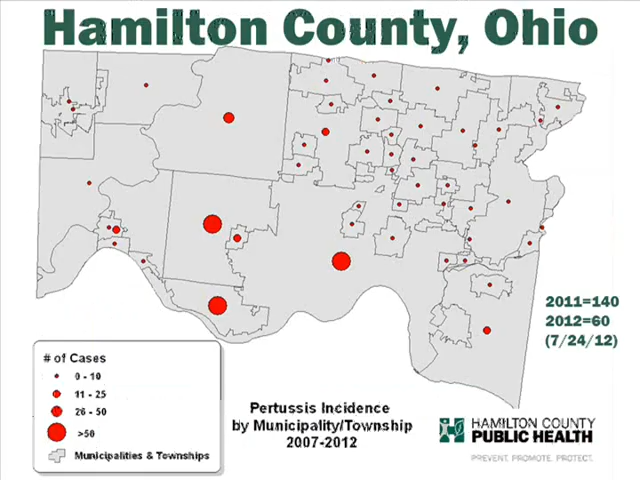 Hamilton County, Ohio
2011=140
2012=60
(7/24/12)
# of Cases
0 - 10
11 - 25
26 - 50
>50
Municipalities & Townships
Pertussis Incidence
by Municipality/Township
2007-2012
HAMILTON COUNTY
PUBLIC HEALTH
PREVENT. PROMOTE. PROTECT.